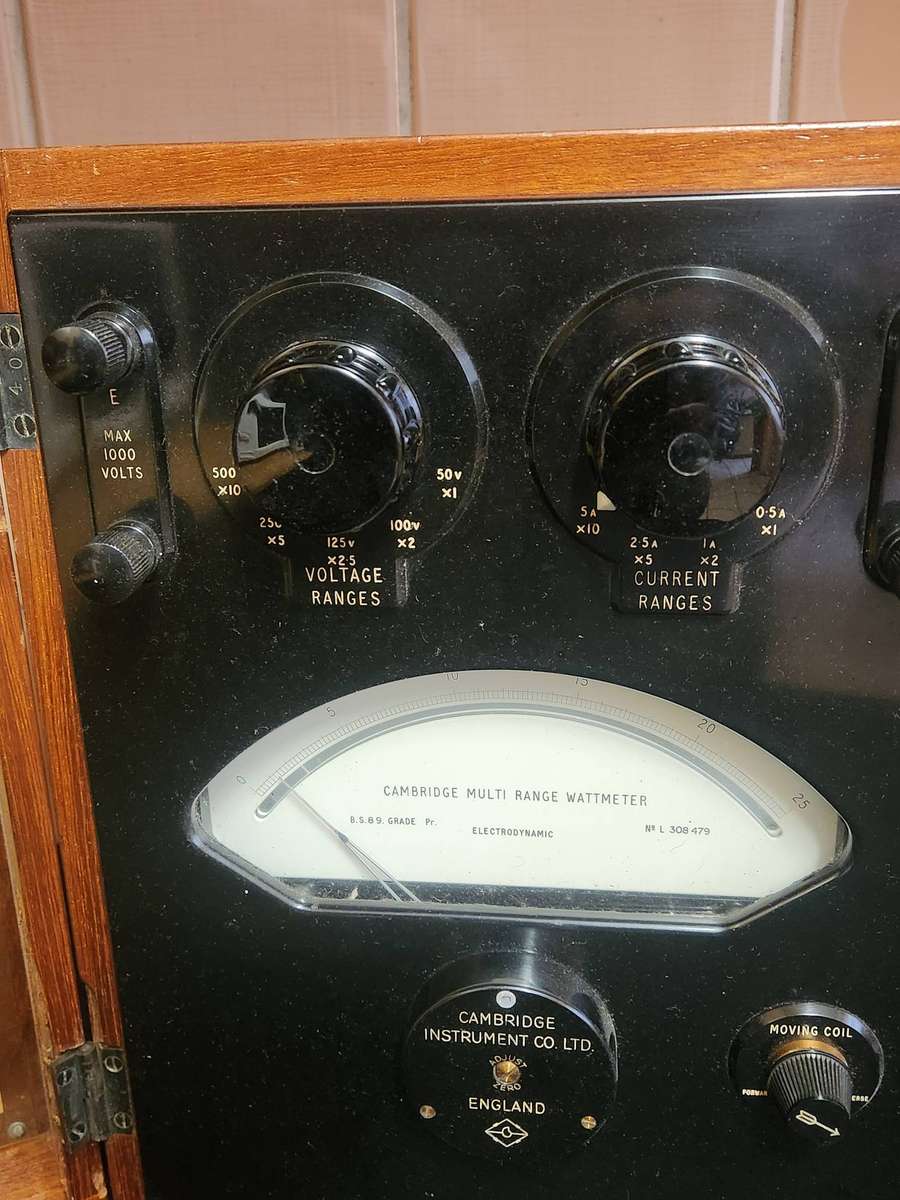 40
E
MAX
1000
VOLTS
500
×10
250
×5
125v
×2·5
100v
×2
50v
×1
VOLTAGE
RANGES
5A
×10
2·5A
×5
1A
×2
0·5A
×1
CURRENT
RANGES
0 5 10 15 20 25
CAMBRIDGE MULTI RANGE WATTMETER
B.S.89. GRADE Pr.
ELECTRODYNAMIC
Nº L 308479
CAMBRIDGE
INSTRUMENT CO. LTD.
ADJUST
ZERO
ENGLAND
MOVING COIL